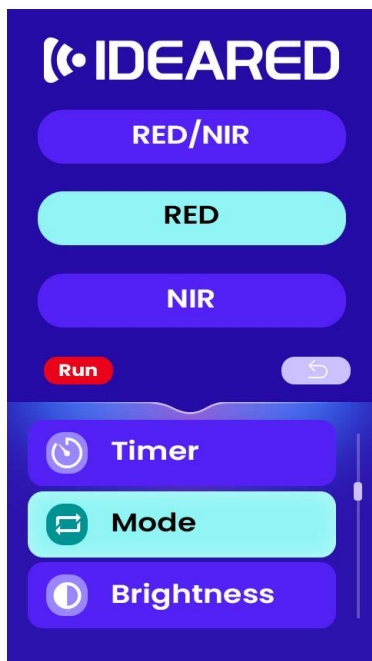 IDEARED
RED/NIR
RED
NIR
Run
Timer
Mode
Brightness